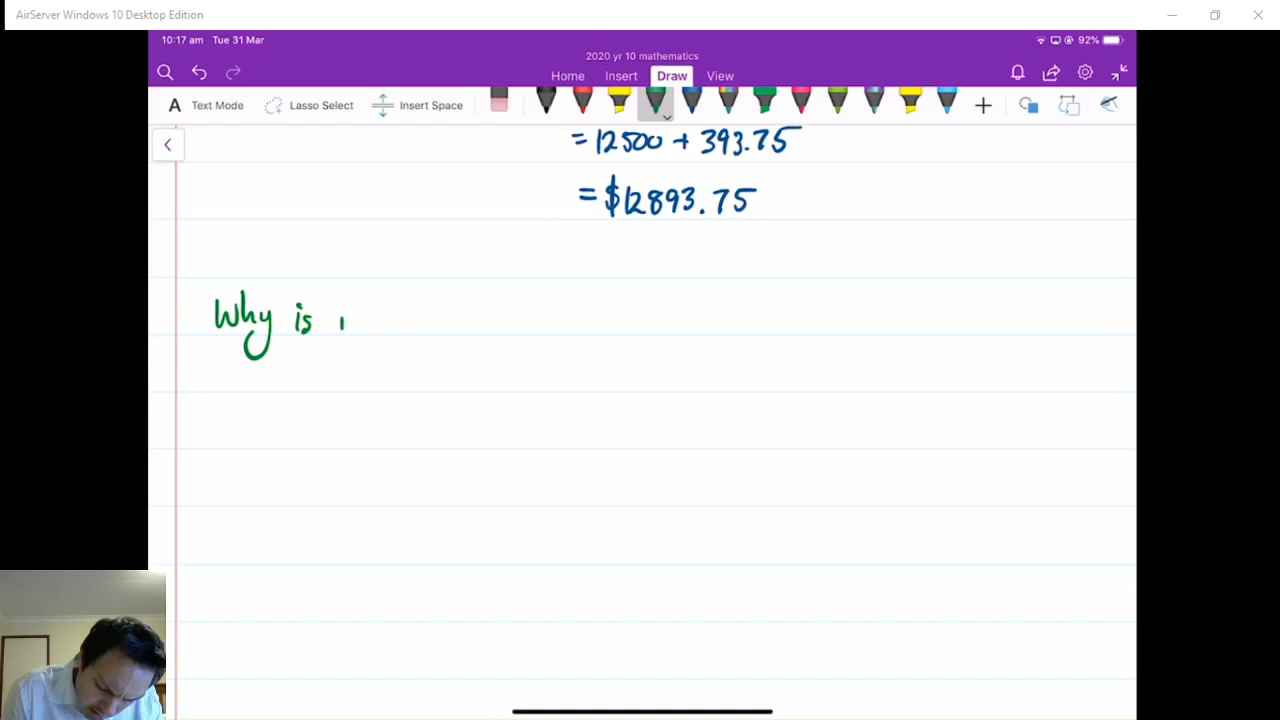 AirServer Windows 10 Desktop Edition
10:17 am Tue 31 Mar
92%
2020 yr 10 mathematics
Home Insert Draw View
A Text Mode Lasso Select Insert Space
= 12500 + 393.75
= $12893.75
Why is